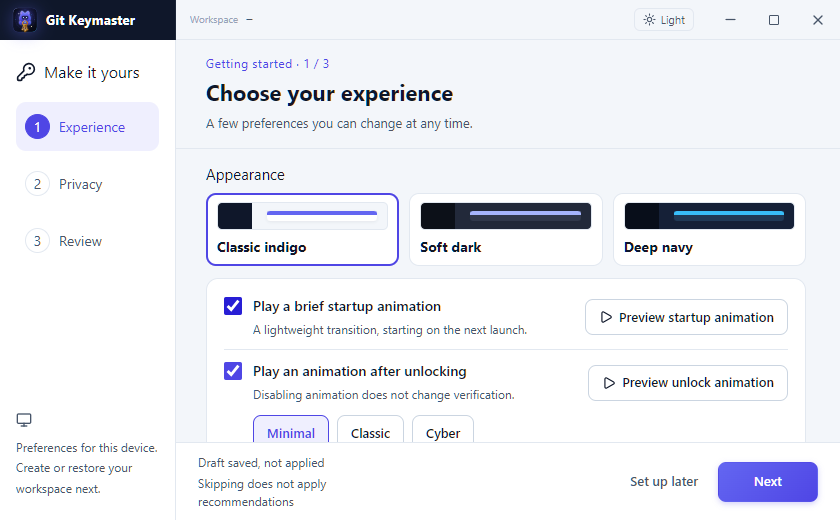 Git Keymaster
Workspace –
Light
Make it yours
1 Experience
2 Privacy
3 Review
Preferences for this device.
Create or restore your
workspace next.
Getting started · 1 / 3
Choose your experience
A few preferences you can change at any time.
Appearance
Classic indigo
Soft dark
Deep navy
Play a brief startup animation
A lightweight transition, starting on the next launch.
Preview startup animation
Play an animation after unlocking
Disabling animation does not change verification.
Preview unlock animation
Minimal
Classic
Cyber
Draft saved, not applied
Skipping does not apply
recommendations
Set up later
Next